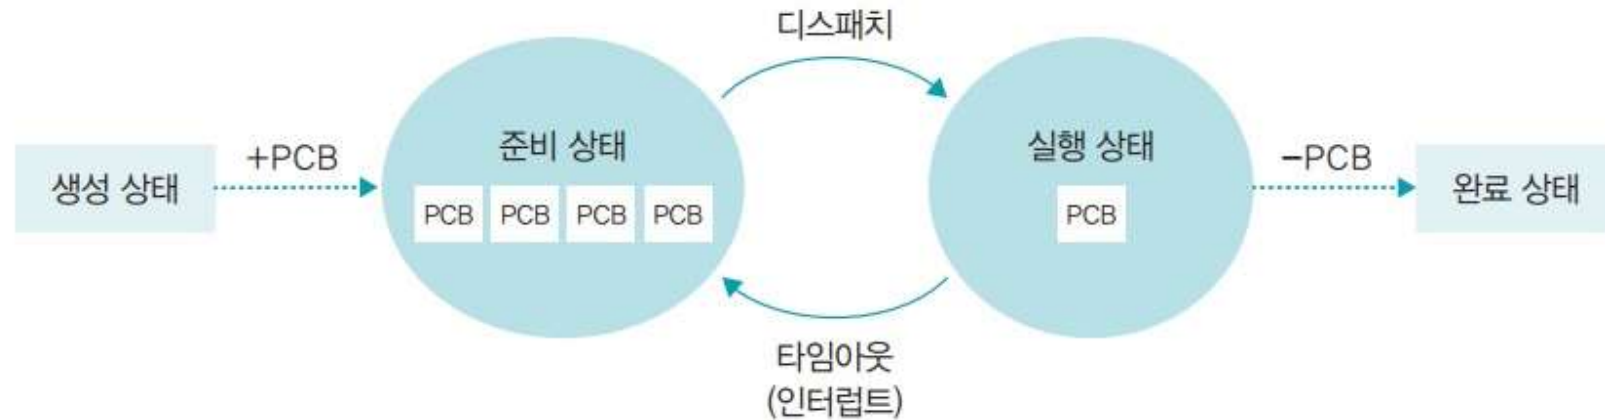 디스패치
생성 상태
+PCB
준비 상태
PCB PCB PCB PCB
실행 상태
PCB
–PCB
완료 상태
타임아웃
(인터럽트)